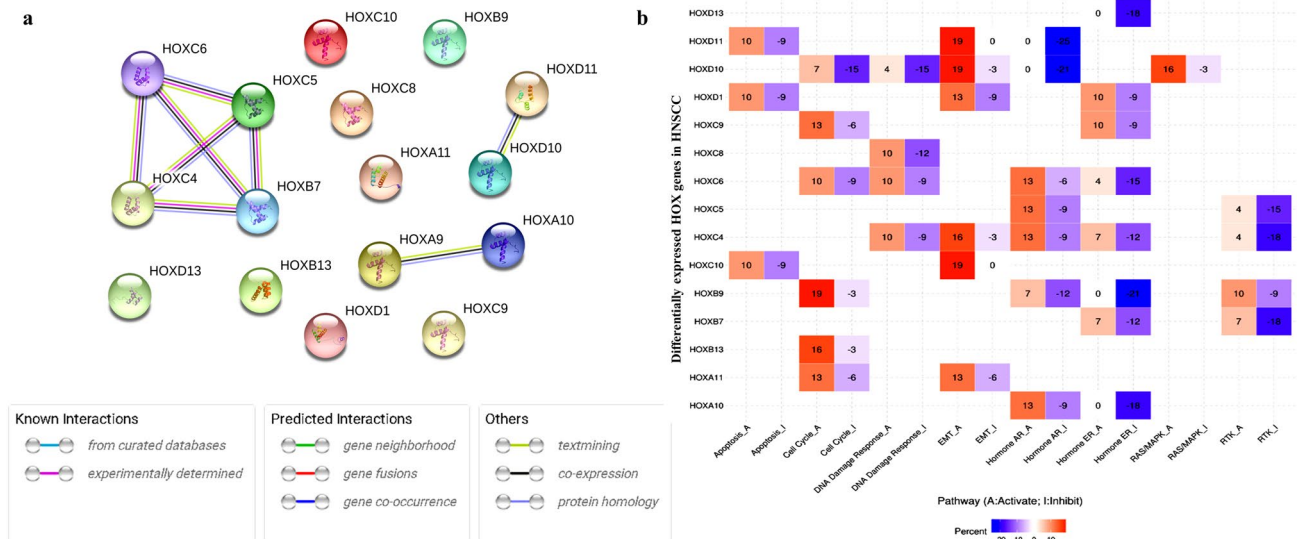 a
HOXC10
HOXB9
HOXC6
HOXC5
HOXC8
HOXD11
HOXA11
HOXD10
HOXC4
HOXB7
HOXA9
HOXA10
HOXD13
HOXB13
HOXD1
HOXC9
Known Interactions
from curated databases
experimentally determined
Predicted Interactions
gene neighborhood
gene fusions
gene co-occurrence
Others
textmining
co-expression
protein homology
b
Differentially expressed HOX genes in HNSCC
HOXD13 0 -18
HOXD11 10 -9 19 0 0
HOXD10 7 -15 4 -15 19 -3 0 -21 16 -3
HOXD1 10 -9 13 -9 10 -9
HOXC9 13 -6 10 -9
HOXC8 10 -12
HOXC6 10 -9 10 -9 13 -6 4 -15
HOXC5 13 -9 4 -15
HOXC4 10 -9 16 -3 13 -9 7 -12 4 -18
HOXC10 10 -9 19 0
HOXB9 19 -3 7 -12 0 -21 10 -9
HOXB7 7 -12 7 -18
HOXB13 16 -3
HOXA11 13 -6 13 -6
HOXA10 13 -9 0 -18
Apoptosis_A
Apoptosis_I
Cell Cycle_A
Cell Cycle_I
DNA Damage Response_A
DNA Damage Response_I
EMT_A
EMT_I
Hormone AR_A
Hormone AR_I
Hormone ER_A
Hormone ER_I
RAS/MAPK_A
RAS/MAPK_I
RTK_A
RTK_I
Pathway (A:Activate; I:Inhibit)
Percent